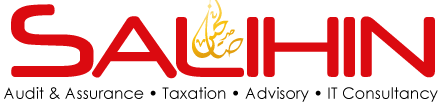 SALIHIN
Audit & Assurance • Taxation • Advisory • IT Consultancy